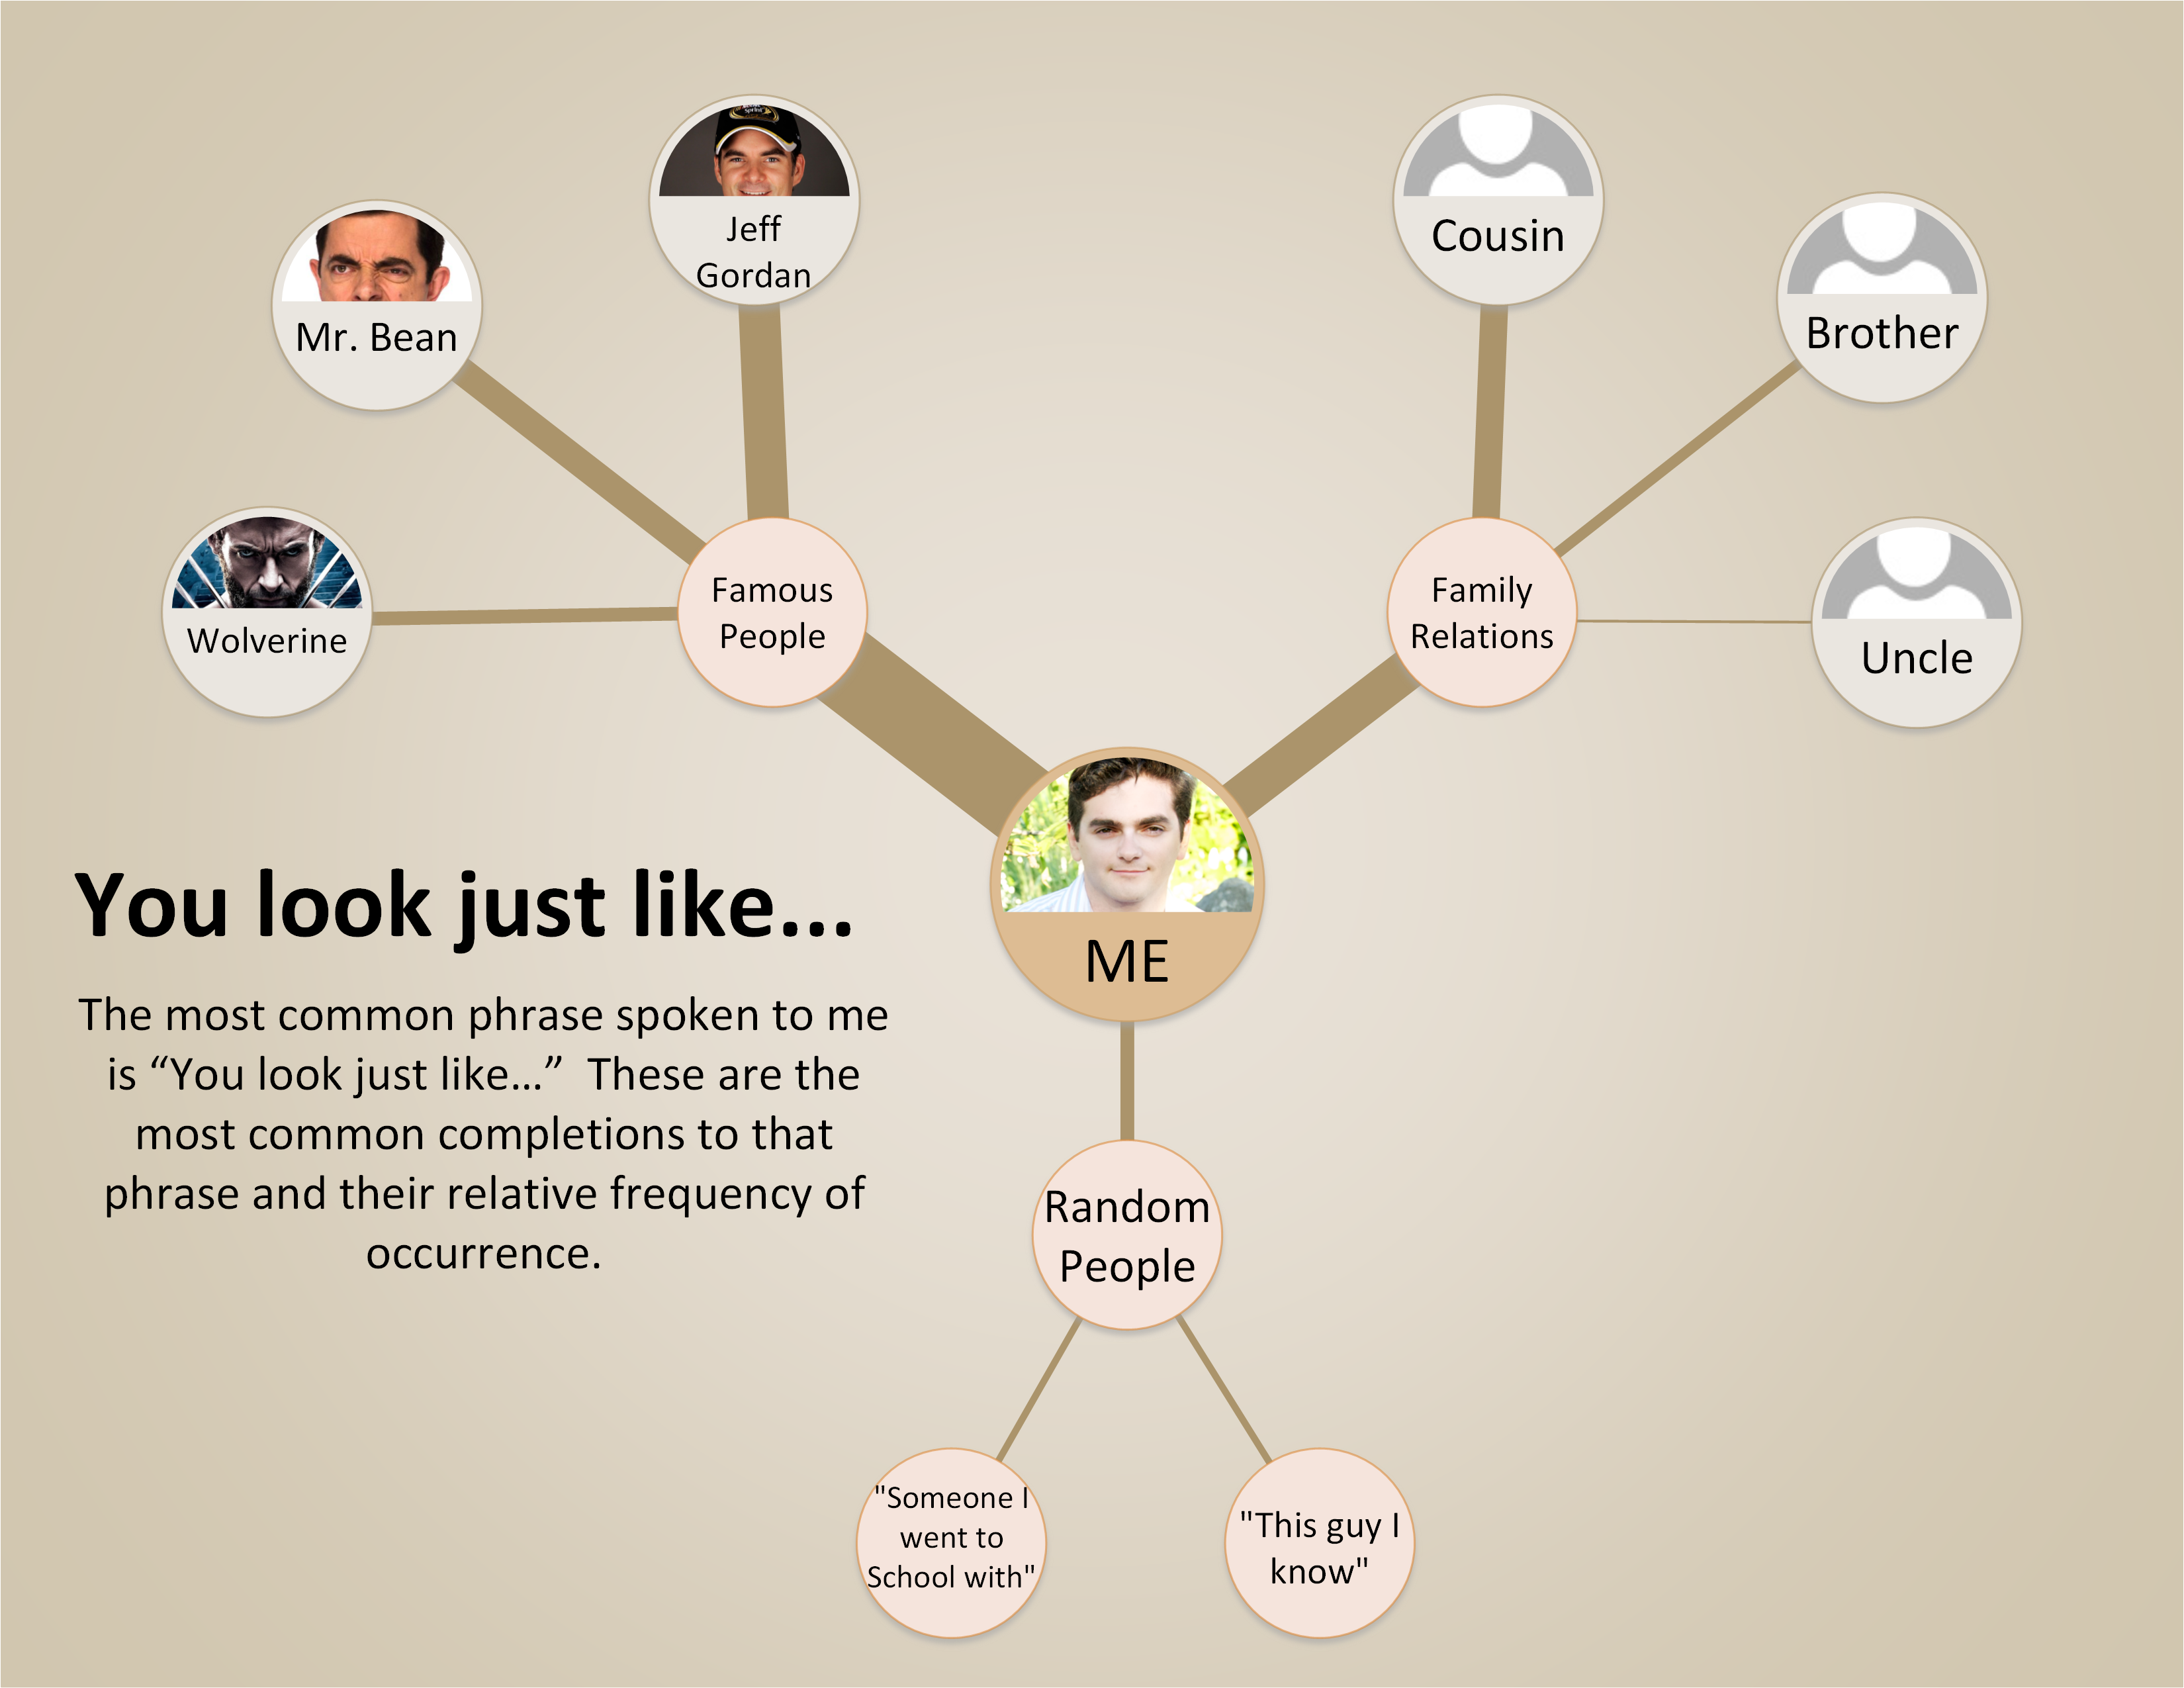 Jeff
Gordan
Mr. Bean
Wolverine
Cousin
Brother
Uncle
Famous
People
Family
Relations
ME
You look just like...
The most common phrase spoken to me
is “You look just like...”  These are the
most common completions to that
phrase and their relative frequency of
occurrence.
Random
People
"Someone I
went to
School with"
"This guy I
know"